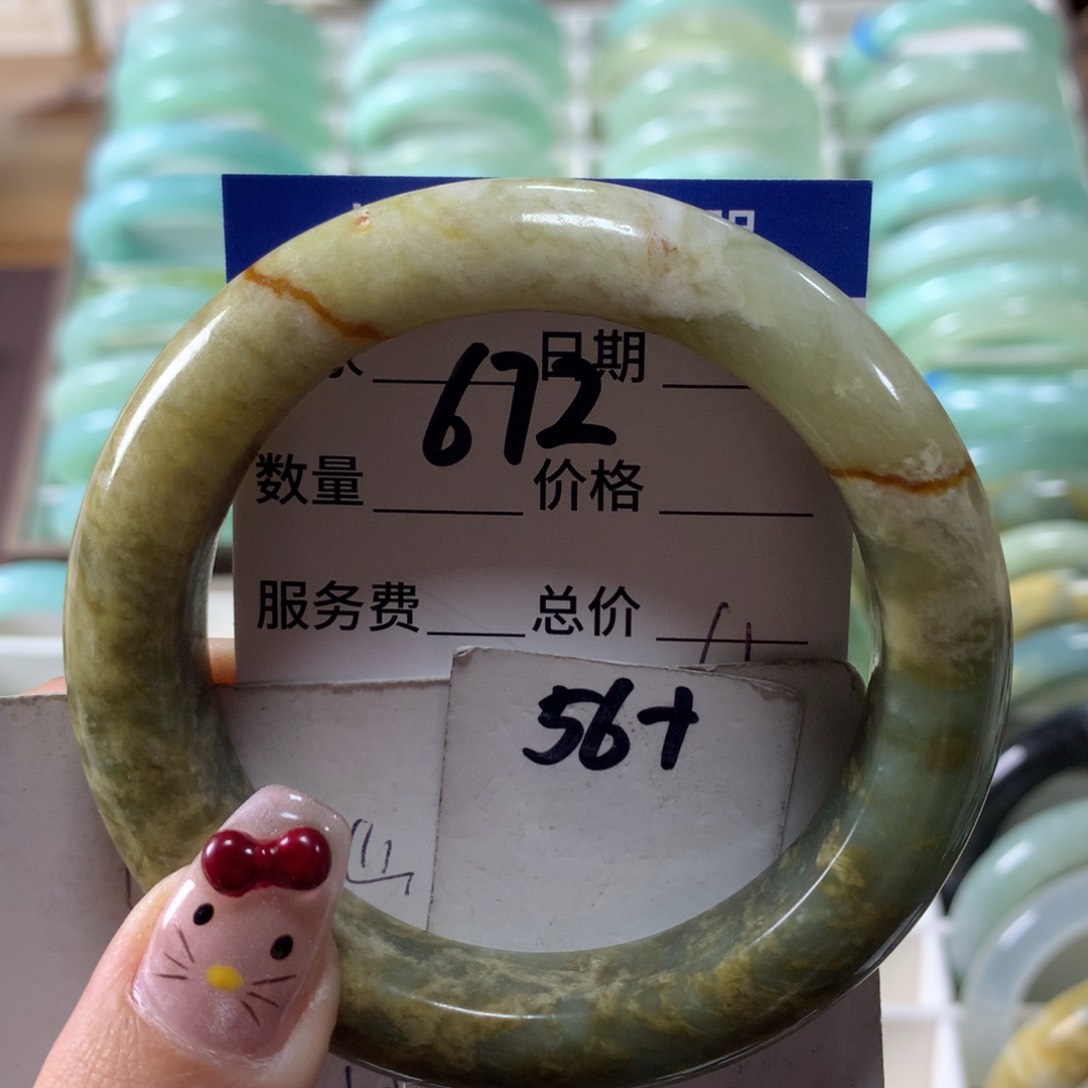 日期
672
数量 价格
服务费 总价
56+